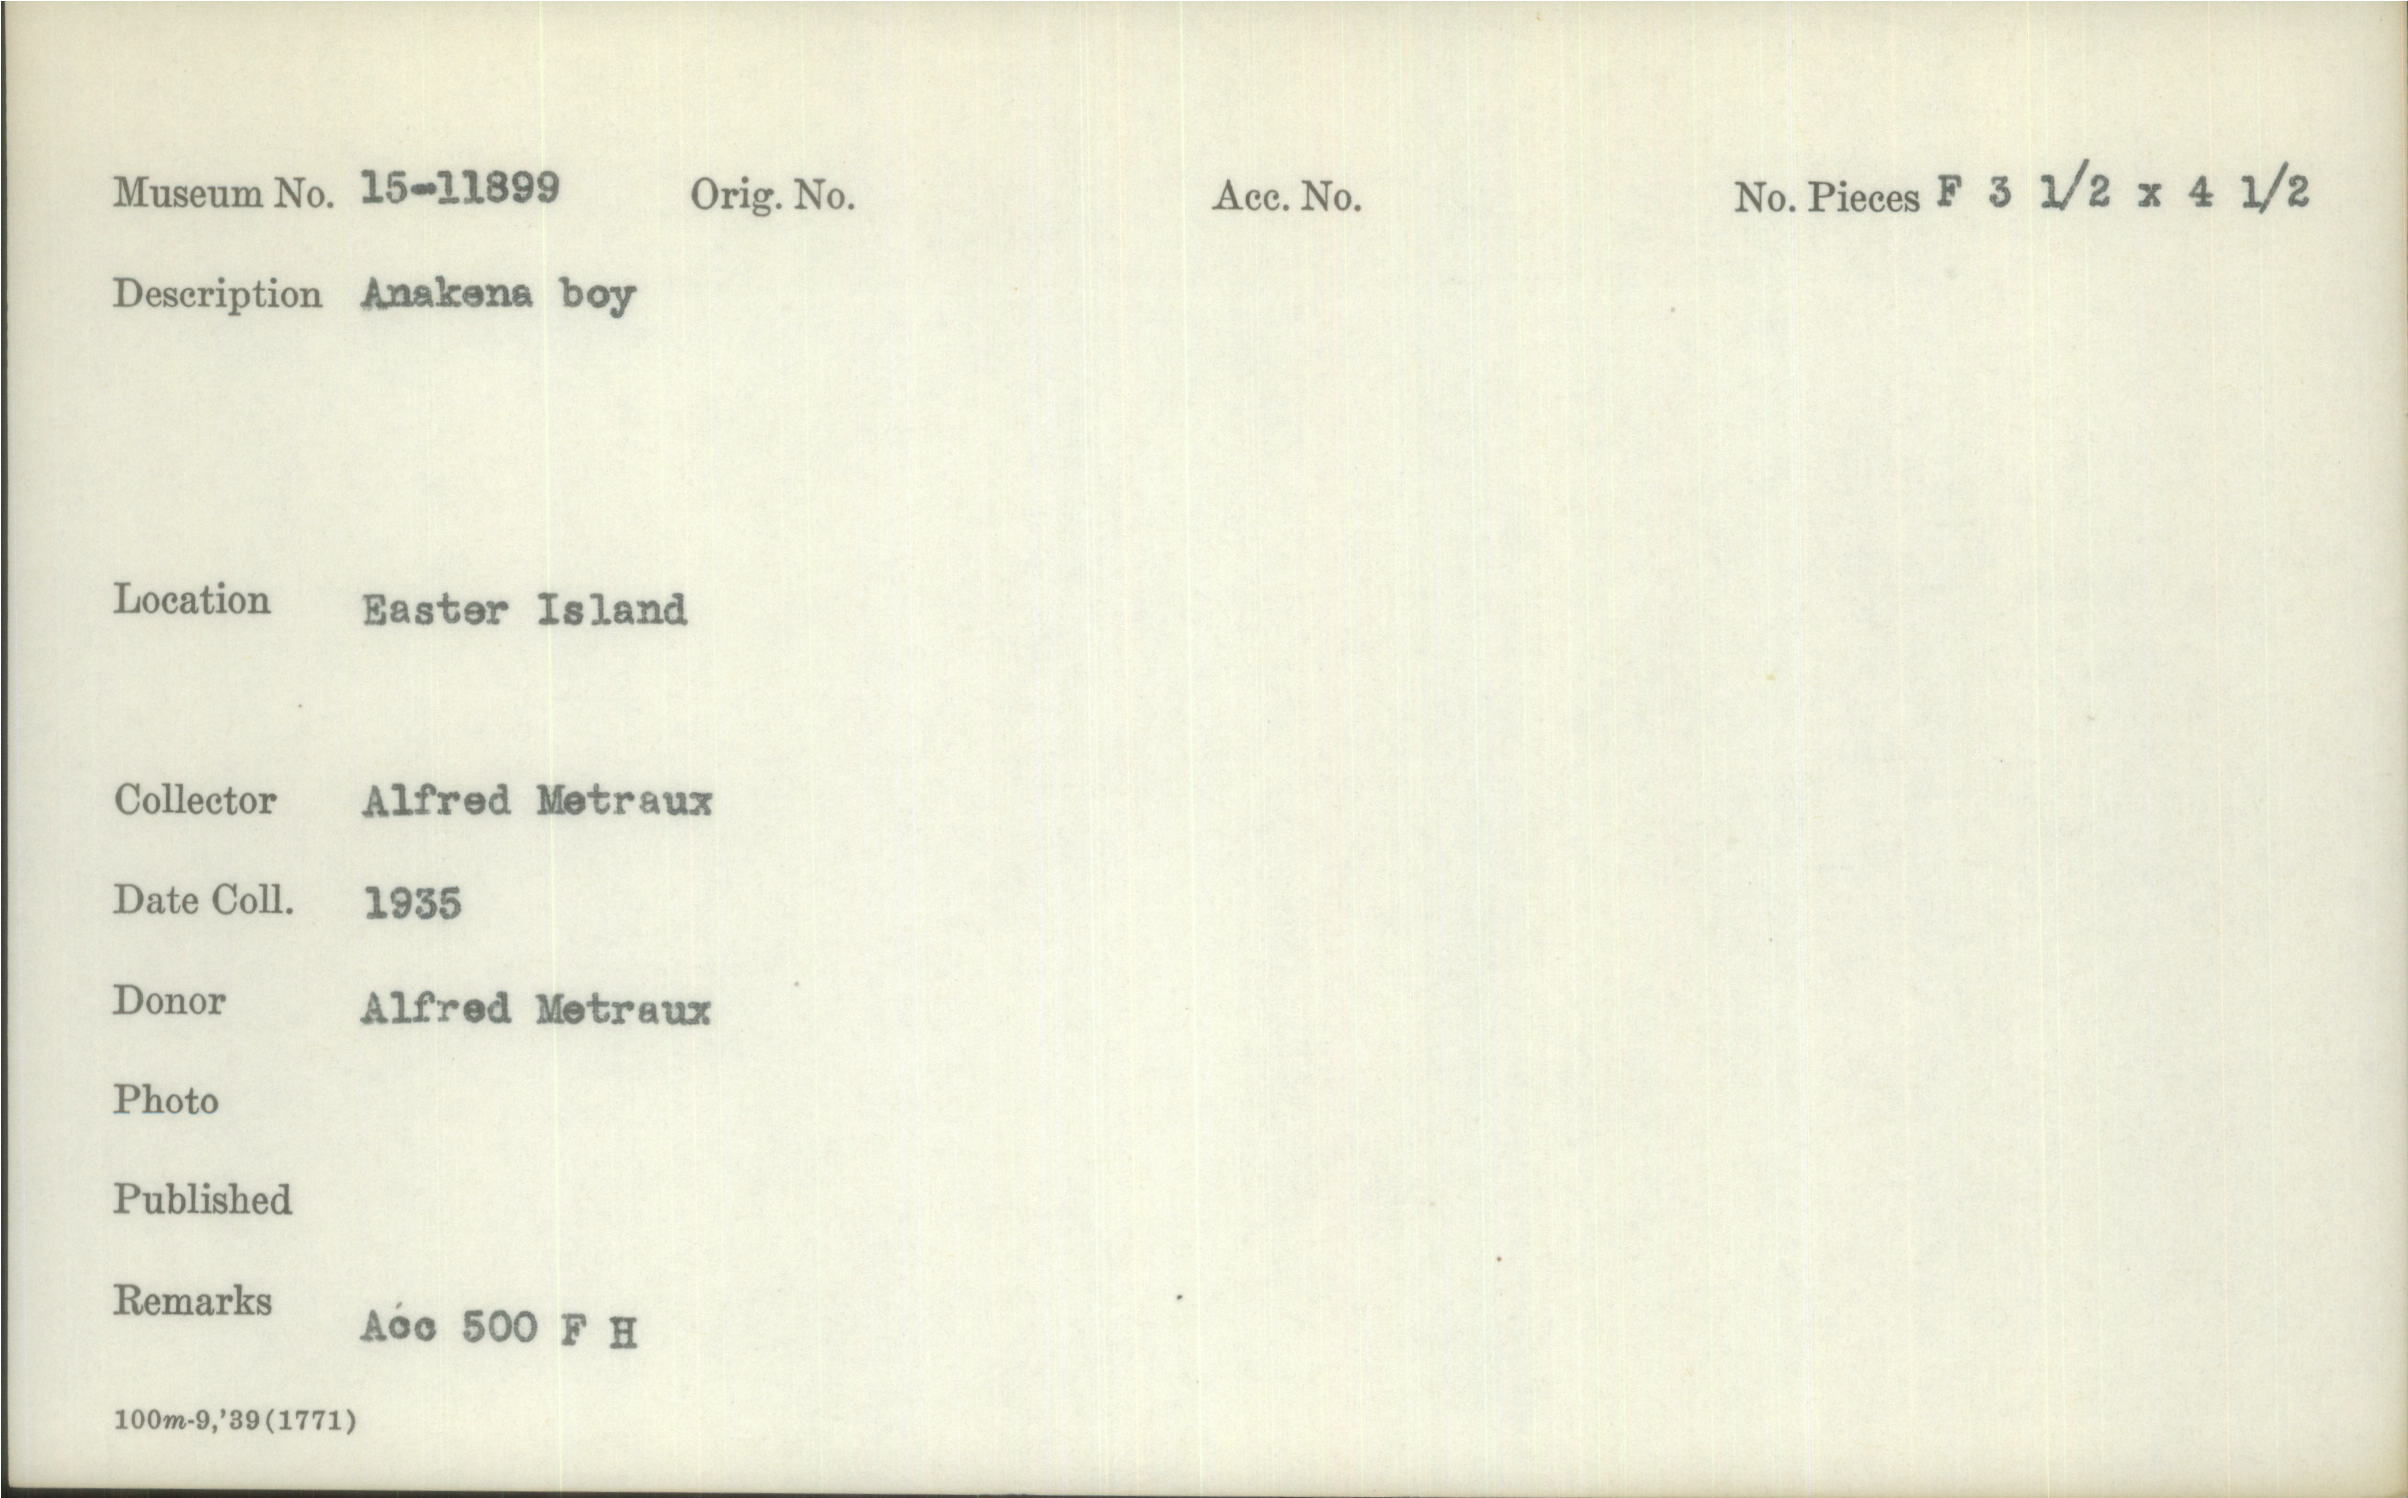 Museum No. 15-11899 Orig. No. Acc. No. No. Pieces F 3 1/2 x 4 1/2
Description Anakena boy
Location Easter Island
Collector Alfred Metraux
Date Coll. 1935
Donor Alfred Metraux
Photo
Published
Remarks Acc 500 F H
100m-9,'39(1771)